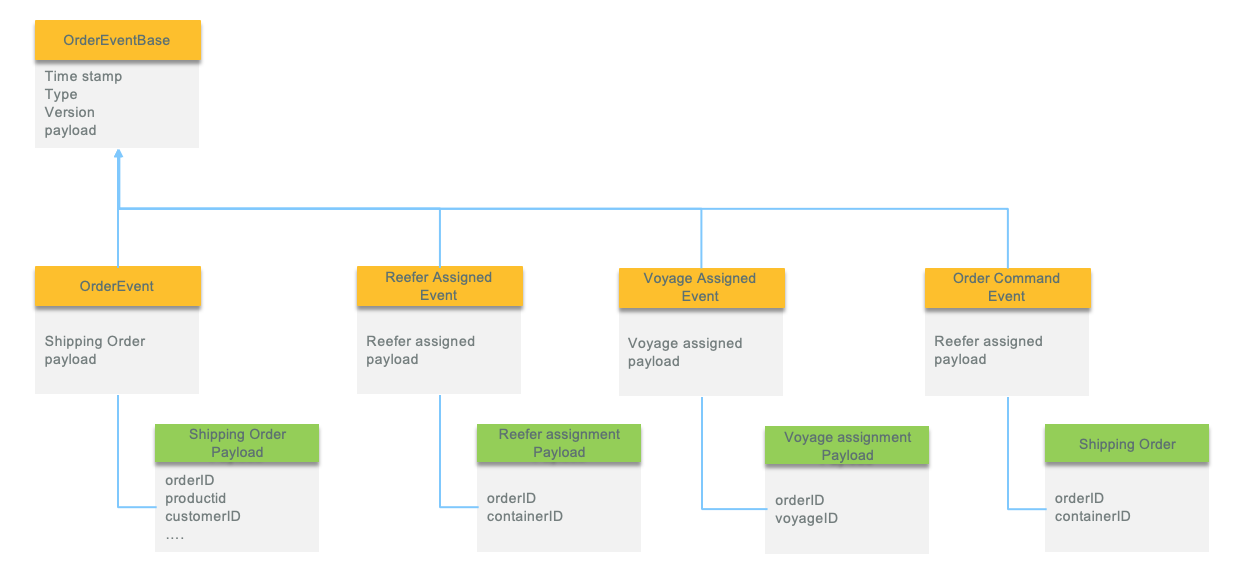 OrderEventBase
Time stamp
Type
Version
payload
OrderEvent
Shipping Order
payload
Reefer Assigned
Event
Reefer assigned
payload
Voyage Assigned
Event
Voyage assigned
payload
Order Command
Event
Reefer assigned
payload
Shipping Order
Payload
orderID
productid
customerID
....
Reefer assignment
Payload
orderID
containerID
Voyage assignment
Payload
orderID
voyageID
Shipping Order
orderID
containerID